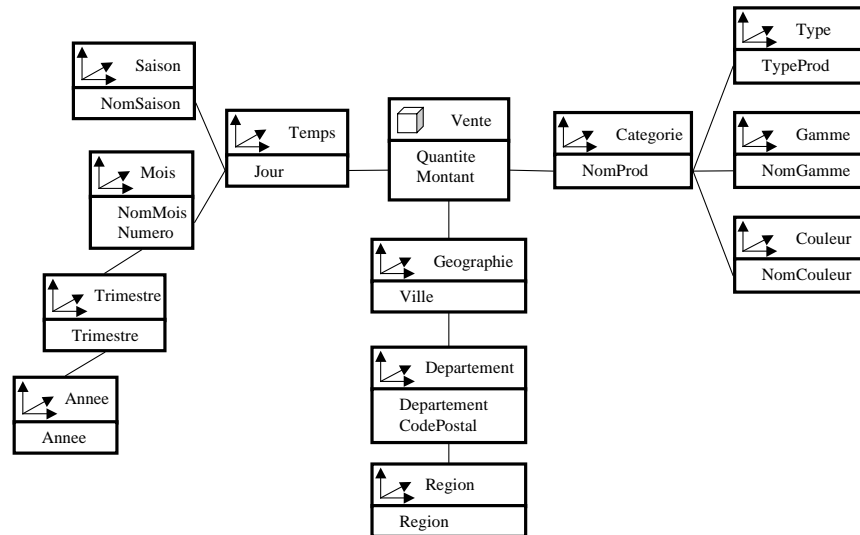 Saison
NomSaison
Mois
NomMois
Numero
Trimestre
Trimestre
Annee
Annee
Temps
Jour
Vente
Quantite
Montant
Geographie
Ville
Departement
Departement
CodePostal
Region
Region
Categorie
NomProd
Type
TypeProd
Gamme
NomGamme
Couleur
NomCouleur